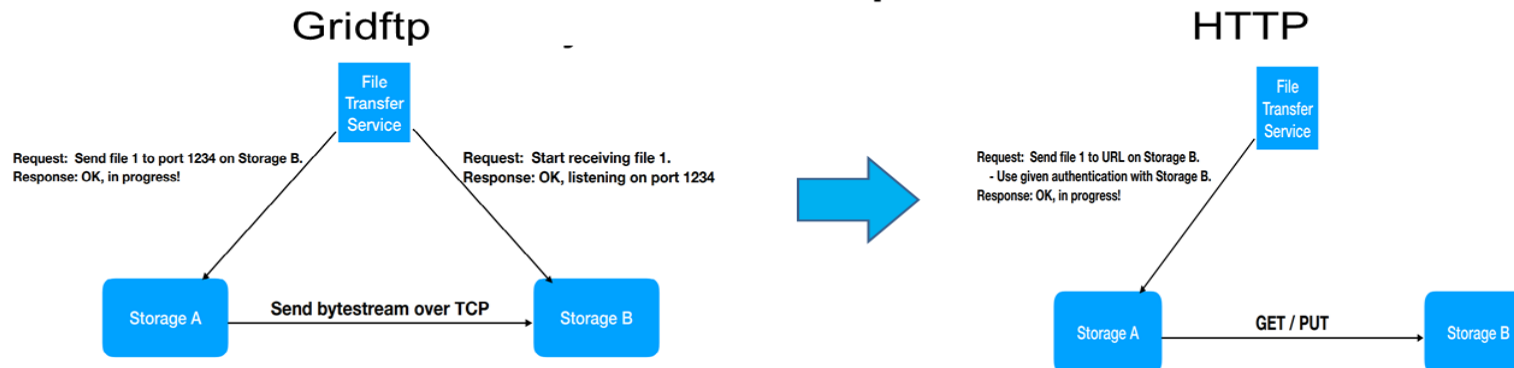 Gridftp
File
Transfer
Service
Request: Send file 1 to port 1234 on Storage B.
Response: OK, in progress!
Request: Start receiving file 1.
Response: OK, listening on port 1234
Storage A
Send bytestream over TCP
Storage B
HTTP
File
Transfer
Service
Request: Send file 1 to URL on Storage B.
- Use given authentication with Storage B.
Response: OK, in progress!
Storage A
GET / PUT
Storage B